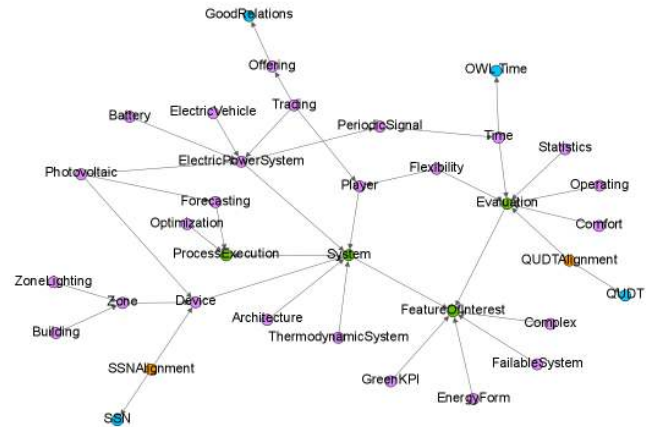 GoodRelations
Offering
OWL Time
Battery
ElectricVehicle
Trading
PeriodicSignal
Time
Statistics
Photovoltaic
ElectricPowerSystem
Flexibility
Player
Operating
Forecasting
Evaluation
Optimization
Comfort
ProcessExecution
System
QUDTAlignment
ZoneLighting
Zone
Device
QUDT
Architecture
FeatureOfInterest
Complex
Building
ThermodynamicSystem
SSNAlignment
FailableSystem
GreenKPI
EnergyForm
SSN